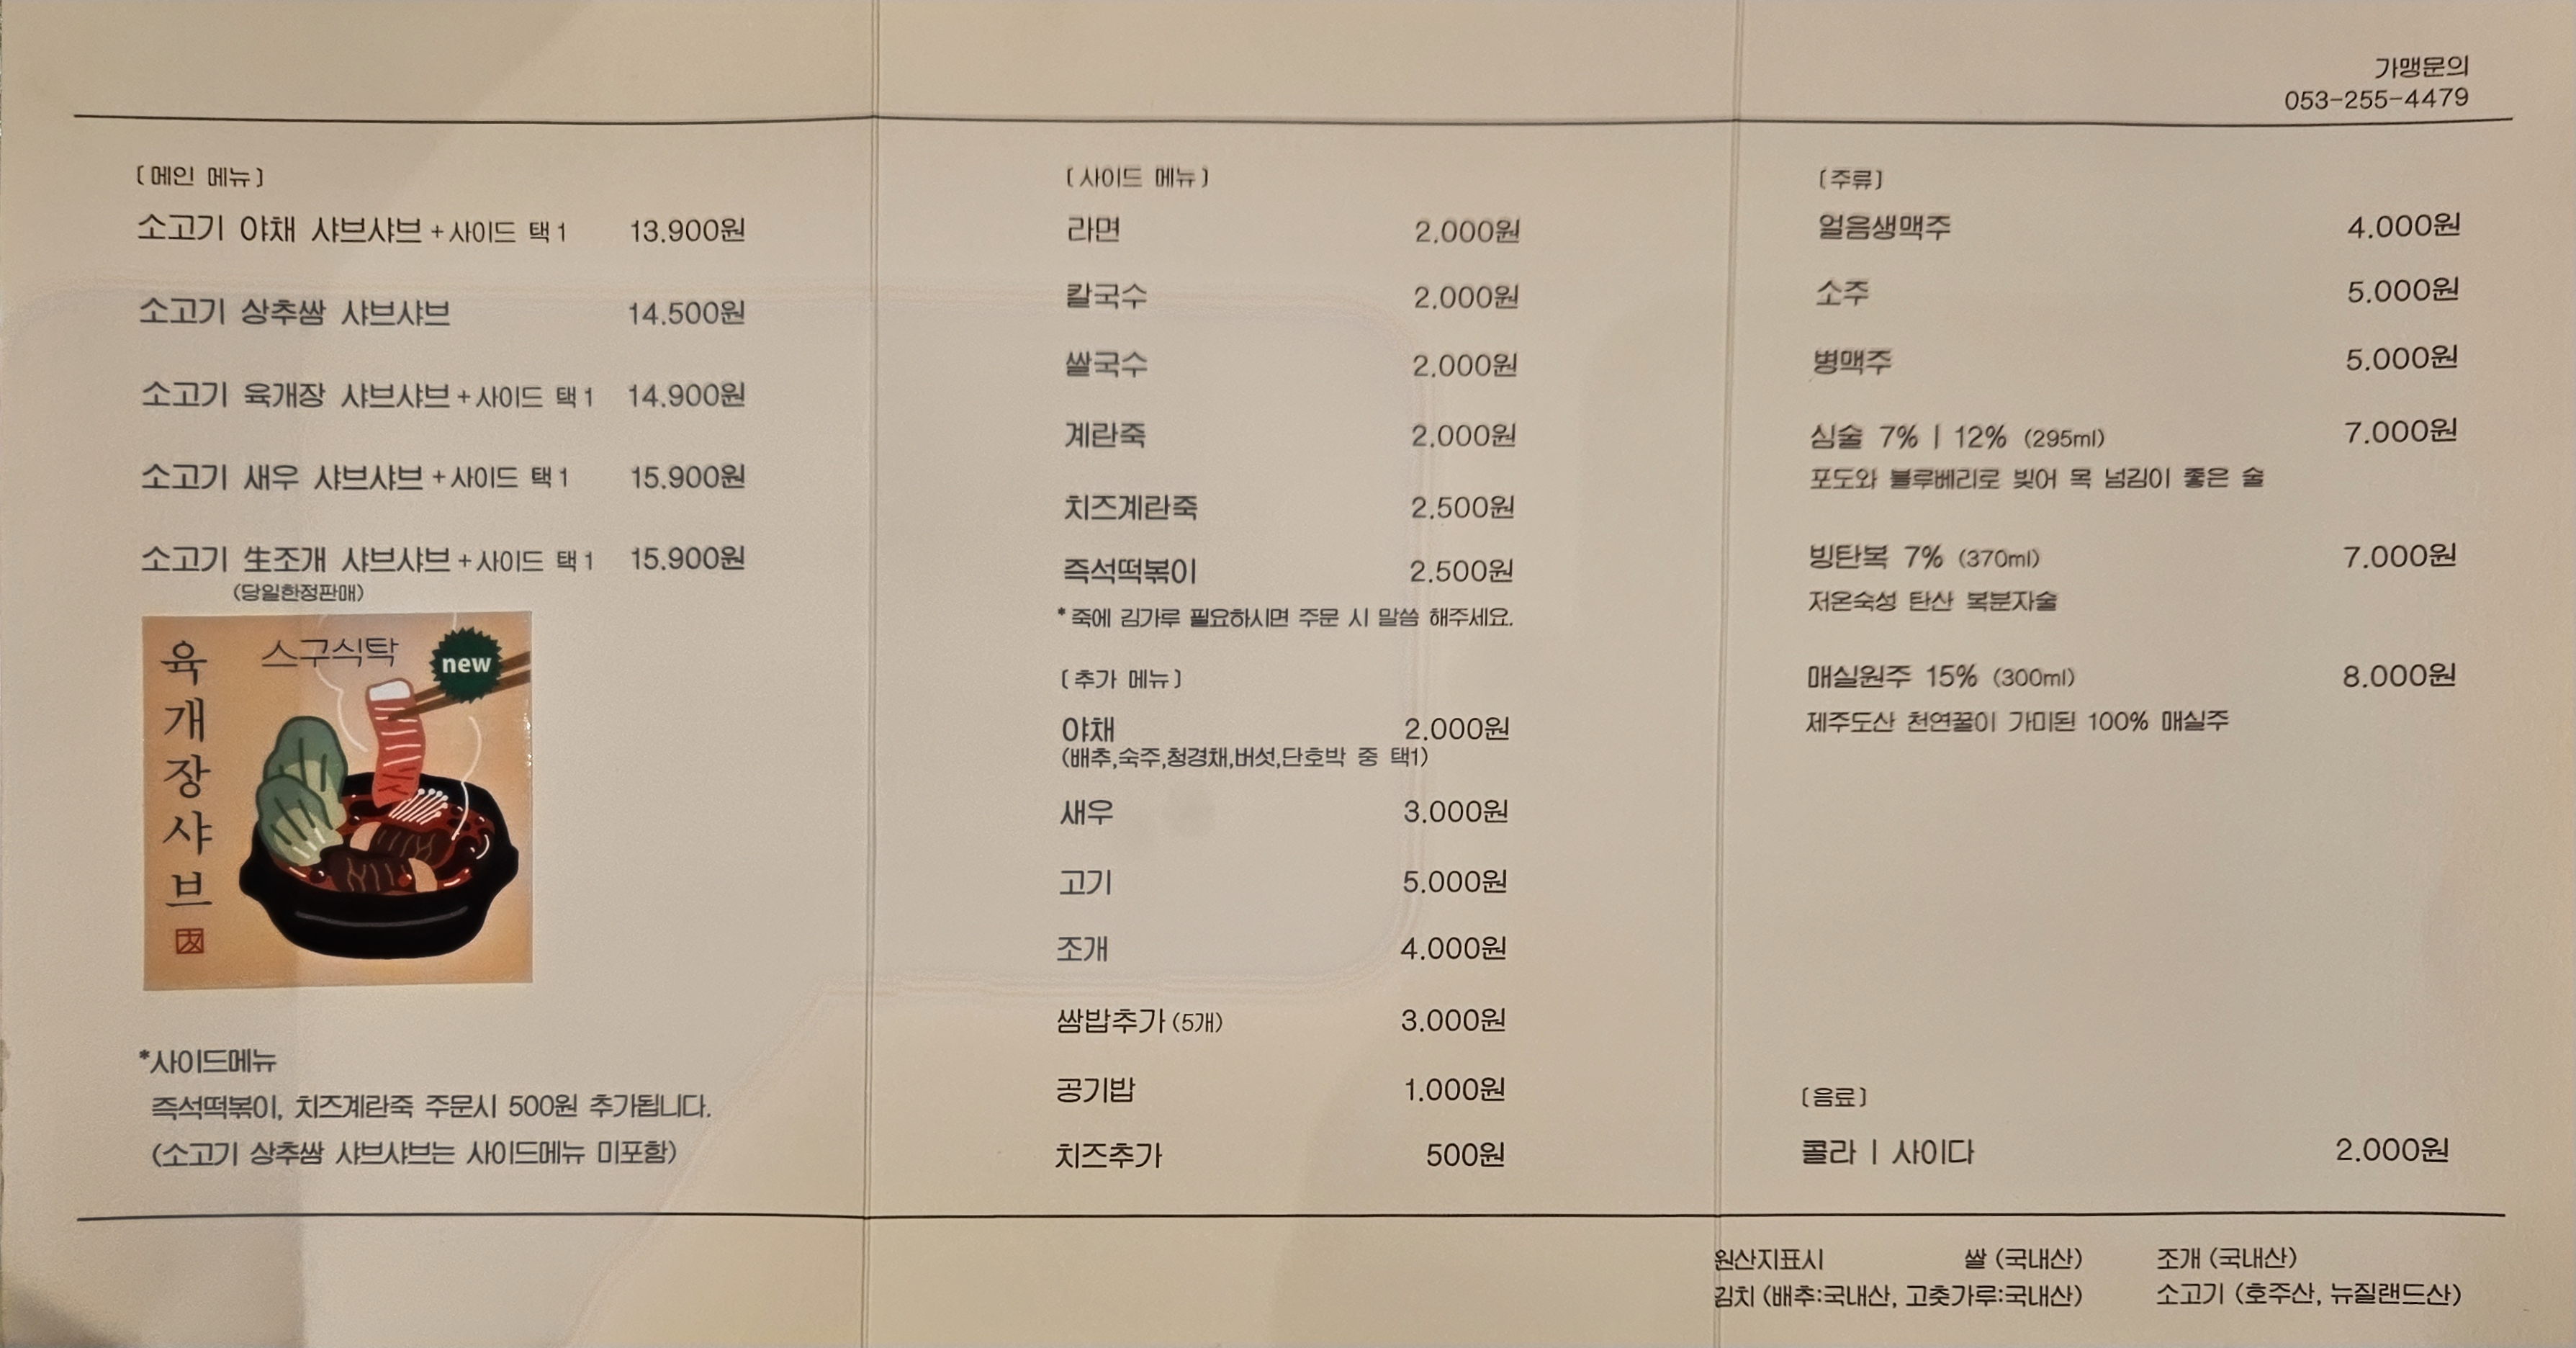 가맹문의
053-255-4479
[메인 메뉴]
소고기 야채 샤브샤브 + 사이드 택1 13.900원
소고기 상추쌈 샤브샤브 14.500원
소고기 육개장 샤브샤브 + 사이드 택1 14.900원
소고기 새우 샤브샤브 + 사이드 택1 15.900원
소고기 生조개 샤브샤브 + 사이드 택1 15.900원
(당일한정판매)
스구식탁
new
육개장샤브
*사이드메뉴
즉석떡볶이, 치즈계란죽 주문시 500원 추가됩니다.
(소고기 상추쌈 샤브샤브는 사이드메뉴 미포함)
[사이드 메뉴]
라면 2.000원
칼국수 2.000원
쌀국수 2.000원
계란죽 2.000원
치즈계란죽 2.500원
즉석떡볶이 2.500원
* 죽에 김가루 필요하시면 주문 시 말씀 해주세요.
[추가 메뉴]
야채 2.000원
(배추,숙주,청경채,버섯,단호박 중 택1)
새우 3.000원
고기 5.000원
조개 4.000원
쌈밥추가 (5개) 3.000원
공기밥 1.000원
치즈추가 500원
[주류]
얼음생맥주 4.000원
소주 5.000원
병맥주 5.000원
심술 7% | 12% (295ml) 7.000원
포도와 블루베리로 빚어 목 넘김이 좋은 술
빙탄복 7% (370ml) 7.000원
저온숙성 탄산 복분자술
매실원주 15% (300ml) 8.000원
제주도산 천연꿀이 가미된 100% 매실주
[음료]
콜라 | 사이다 2.000원
원산지표시 쌀 (국내산) 조개 (국내산)
김치 (배추:국내산, 고춧가루:국내산) 소고기 (호주산, 뉴질랜드산)